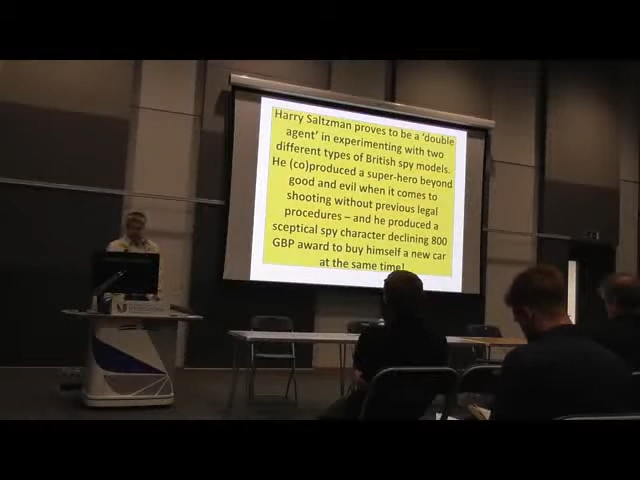 Harry Saltzman proves to be a 'double
agent' in experimenting with two
different types of British spy models.
He (co)produced a super-hero beyond
good and evil when it comes to
shooting without previous legal
procedures – and he produced a
sceptical spy character declining 800
GBP award to buy himself a new car
at the same time!